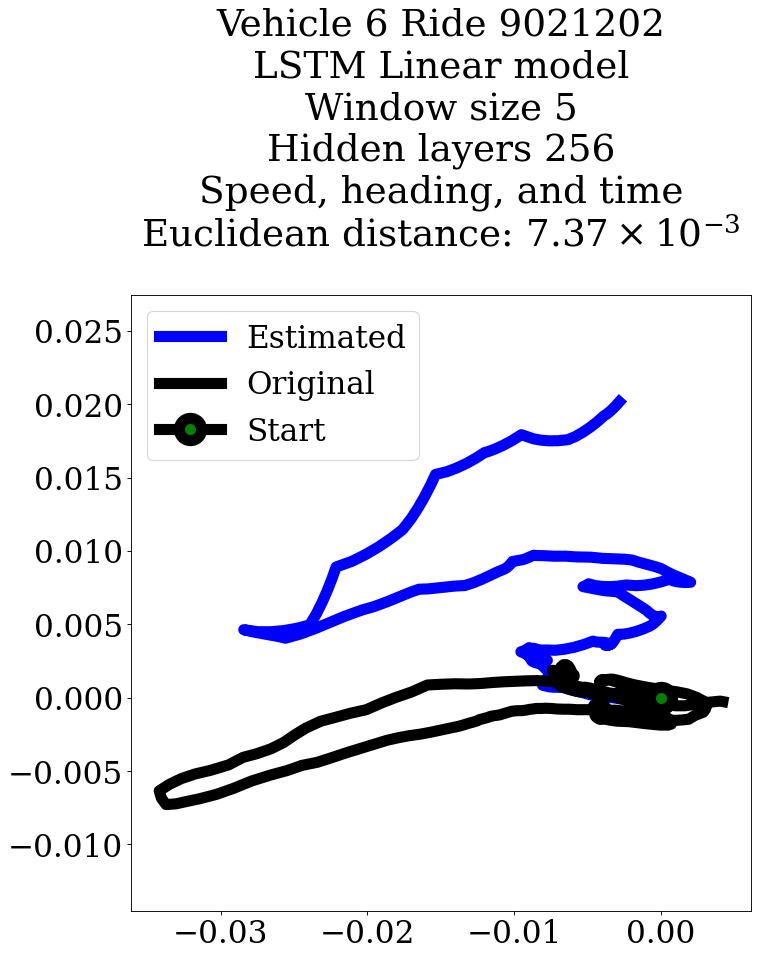 Vehicle 6 Ride 9021202
LSTM Linear model
Window size 5
Hidden layers 256
Speed, heading, and time
Euclidean distance: 7.37 × 10⁻³
Estimated
Original
Start
0.025
0.020
0.015
0.010
0.005
0.000
−0.005
−0.010
−0.03 −0.02 −0.01 0.00